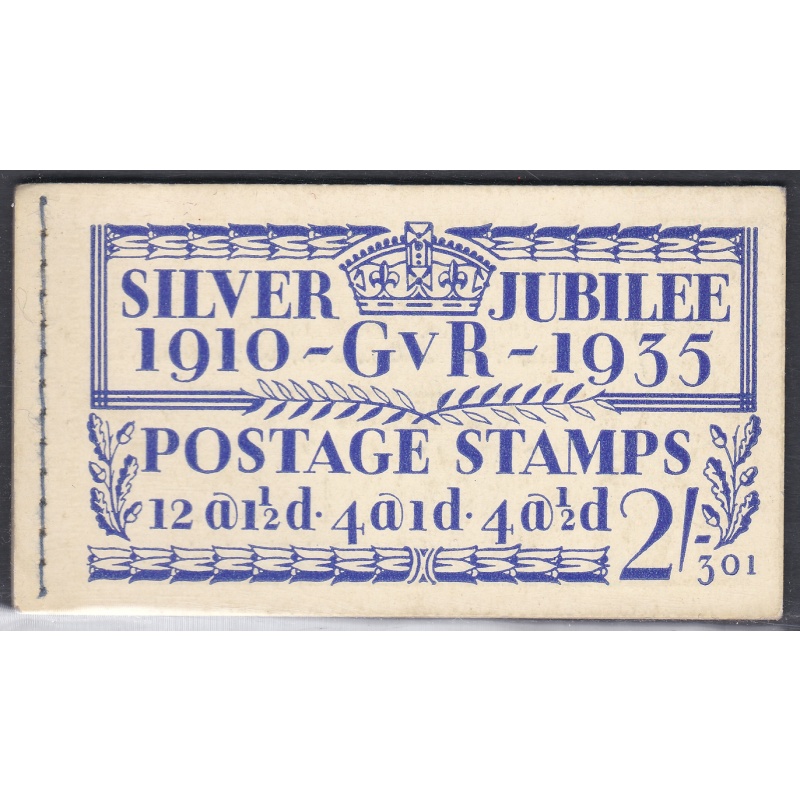 SILVER JUBILEE
1910 - GvR - 1935
POSTAGE STAMPS
12 @ 1½d · 4 @ 1d · 4 @ ½d 2/-
301